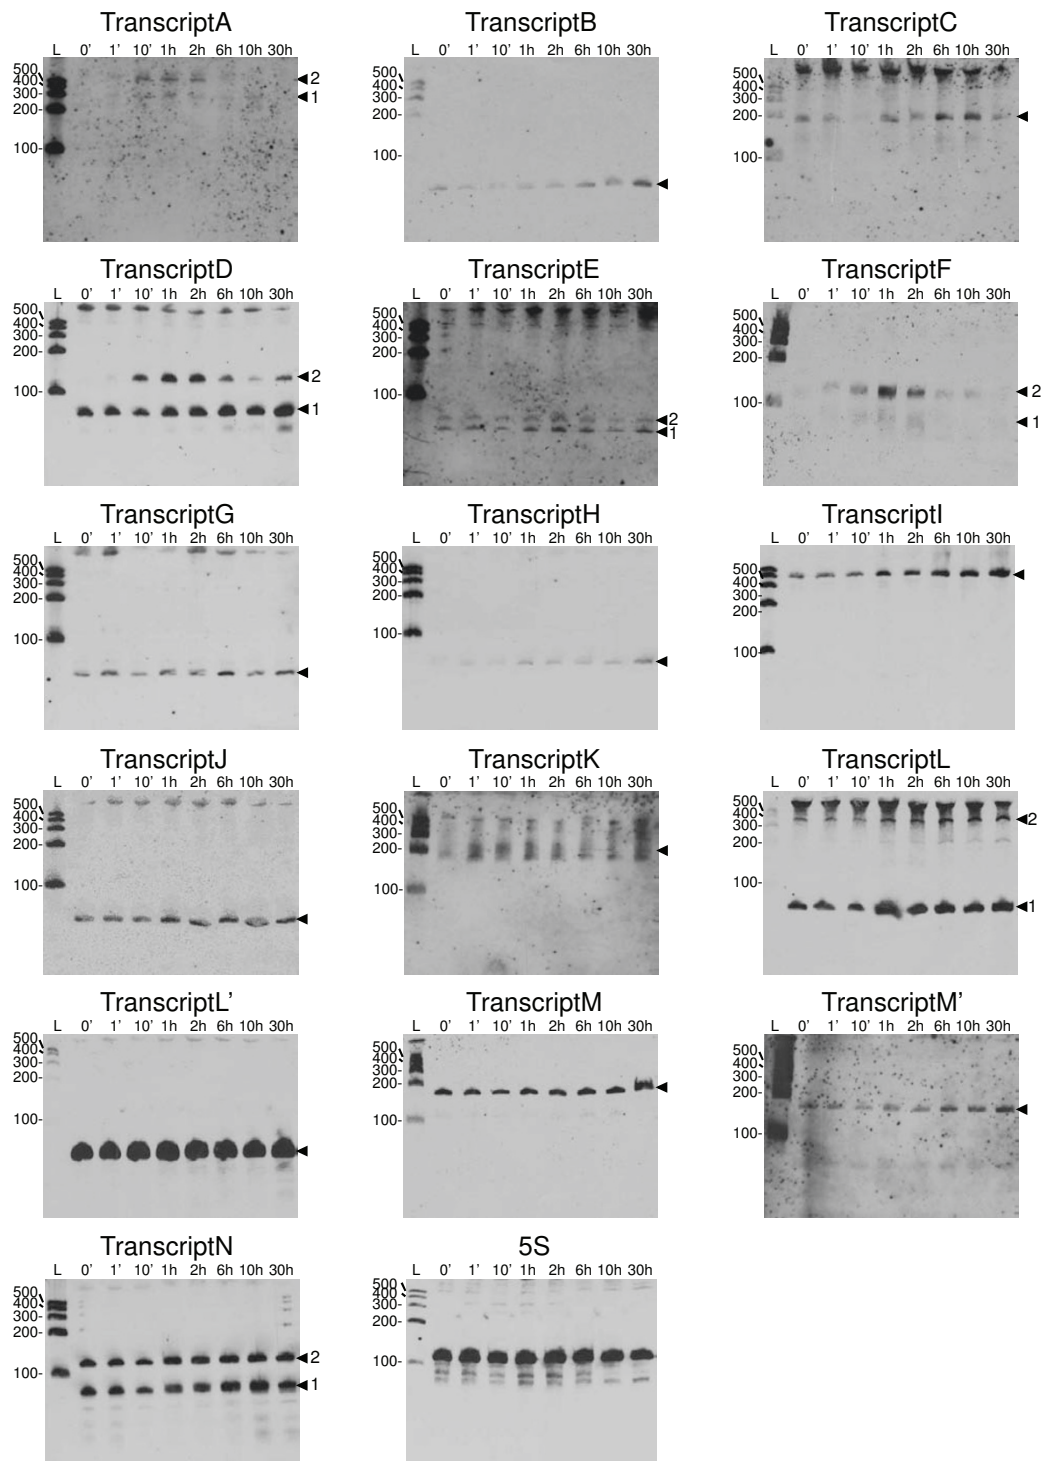 TranscriptA
L 0' 1' 10' 1h 2h 6h 10h 30h
500
400
300-
200-
100-
2
1
TranscriptB
L 0' 1' 10' 1h 2h 6h 10h 30h
500
400
300-
200-
100-
TranscriptC
L 0' 1' 10' 1h 2h 6h 10h 30h
500
400
300
200
100-
TranscriptD
L 0' 1' 10' 1h 2h 6h 10h 30h
500
400
300-
200-
100-
2
1
TranscriptE
L 0' 1' 10' 1h 2h 6h 10h 30h
500
400
300-
200-
100-
2
1
TranscriptF
L 0' 1' 10' 1h 2h 6h 10h 30h
500
400
300-
200-
100-
2
1
TranscriptG
L 0' 1' 10' 1h 2h 6h 10h 30h
500
400
300-
200-
100-
TranscriptH
L 0' 1' 10' 1h 2h 6h 10h 30h
500
400
300-
200-
100-
TranscriptI
L 0' 1' 10' 1h 2h 6h 10h 30h
500
400
300-
200-
100-
TranscriptJ
L 0' 1' 10' 1h 2h 6h 10h 30h
500
400
300-
200-
100-
TranscriptK
L 0' 1' 10' 1h 2h 6h 10h 30h
500
400
300
200-
100-
TranscriptL
L 0' 1' 10' 1h 2h 6h 10h 30h
500
400
300-
200-
100-
2
1
TranscriptL'
L 0' 1' 10' 1h 2h 6h 10h 30h
500
400
300-
200-
100-
TranscriptM
L 0' 1' 10' 1h 2h 6h 10h 30h
500
400
300-
200-
100-
TranscriptM'
L 0' 1' 10' 1h 2h 6h 10h 30h
500
400
300-
200-
100-
TranscriptN
L 0' 1' 10' 1h 2h 6h 10h 30h
500
400
300-
200-
100-
2
1
5S
L 0' 1' 10' 1h 2h 6h 10h 30h
500
400
300-
200-
100-